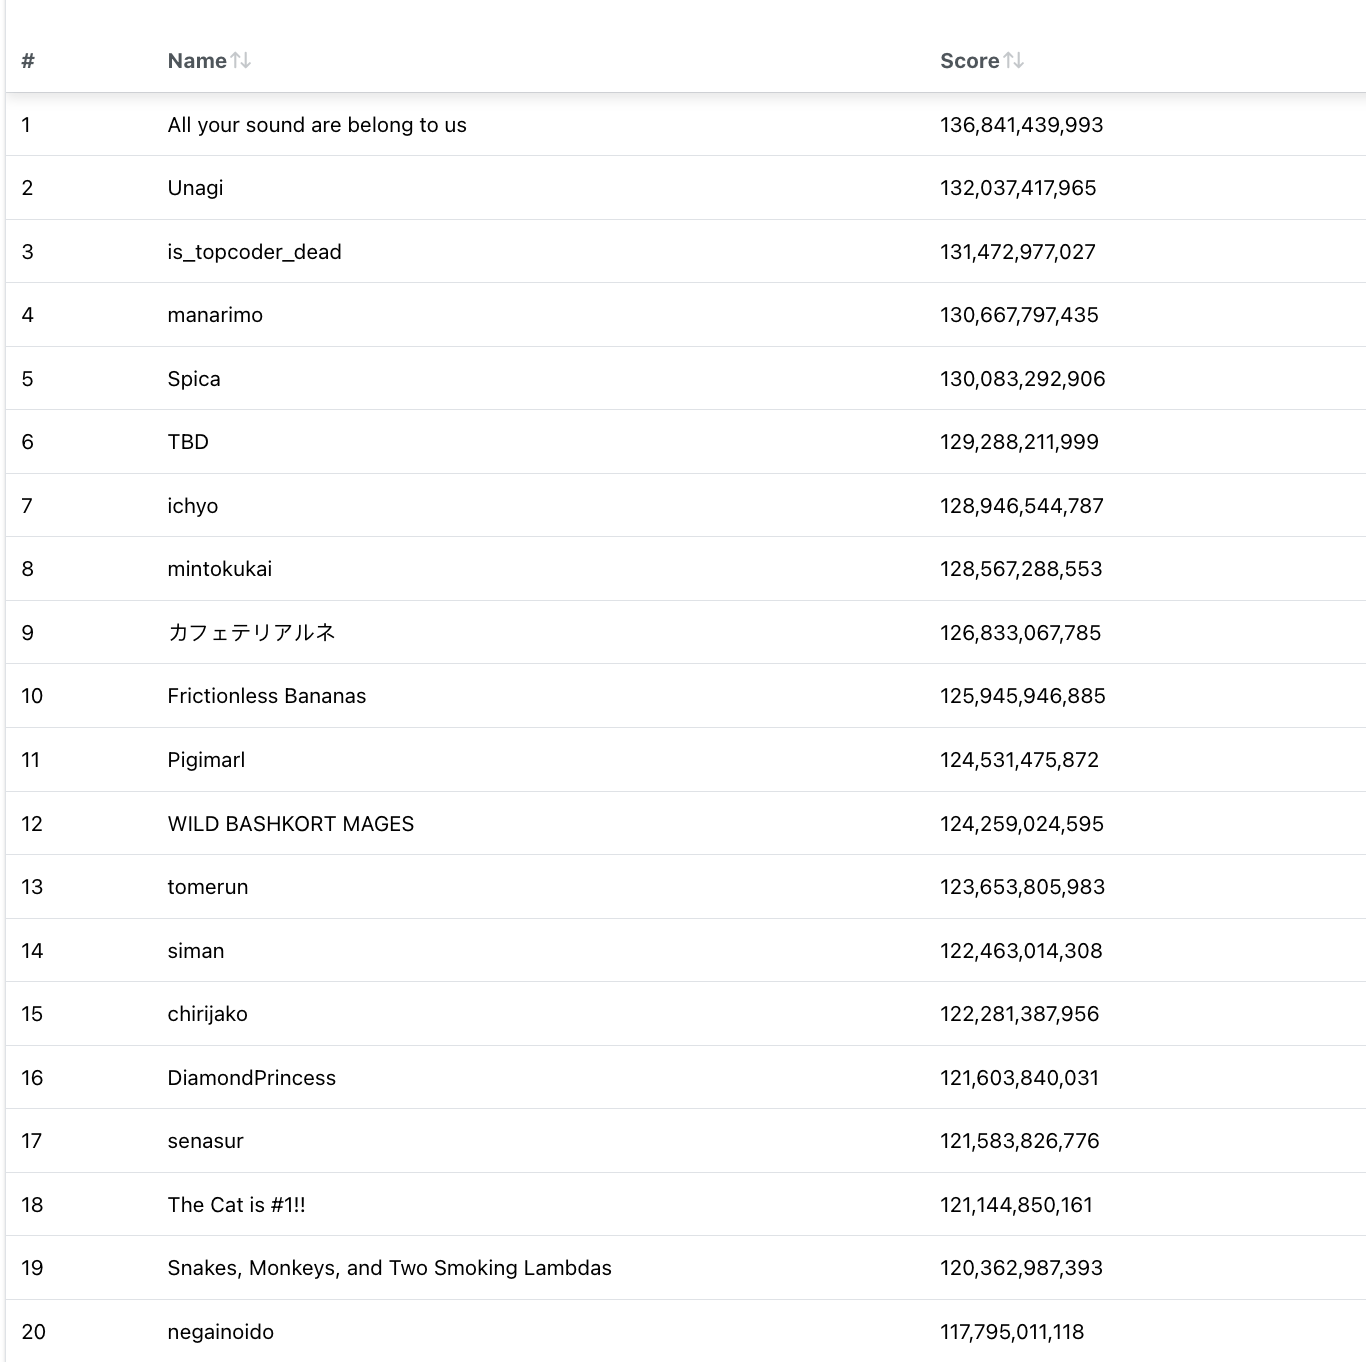 # Name Score
1 All your sound are belong to us 136,841,439,993
2 Unagi 132,037,417,965
3 is_topcoder_dead 131,472,977,027
4 manarimo 130,667,797,435
5 Spica 130,083,292,906
6 TBD 129,288,211,999
7 ichyo 128,946,544,787
8 mintokukai 128,567,288,553
9 カフェテリアルネ 126,833,067,785
10 Frictionless Bananas 125,945,946,885
11 Pigimarl 124,531,475,872
12 WILD BASHKORT MAGES 124,259,024,595
13 tomerun 123,653,805,983
14 siman 122,463,014,308
15 chirijako 122,281,387,956
16 DiamondPrincess 121,603,840,031
17 senasur 121,583,826,776
18 The Cat is #1!! 121,144,850,161
19 Snakes, Monkeys, and Two Smoking Lambdas 120,362,987,393
20 negainoido 117,795,011,118